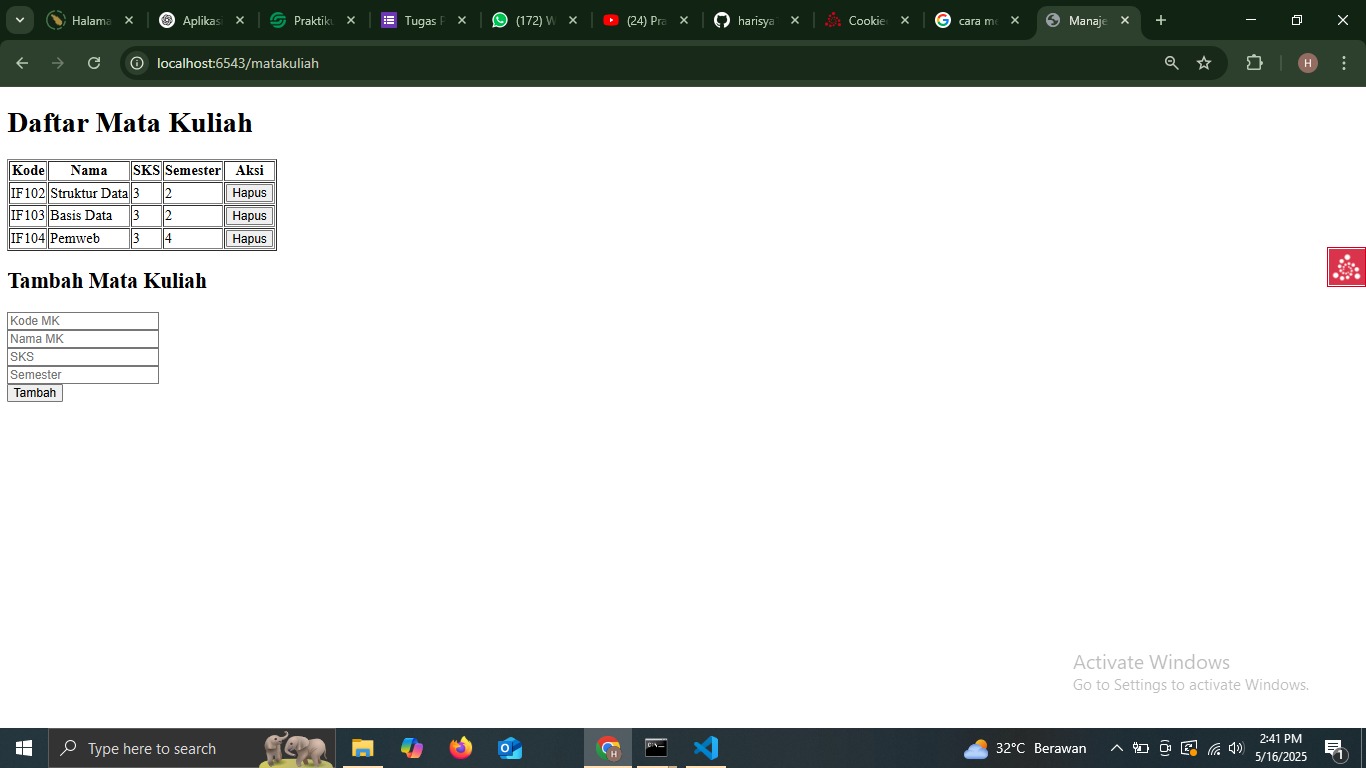 Halama
Aplikasi
Praktiku
Tugas P
(172) W
(24) Pra
harisya
Cookie
cara me
Manaje
localhost:6543/matakuliah
H
Daftar Mata Kuliah
Kode Nama SKS Semester Aksi
IF102 Struktur Data 3 2 Hapus
IF103 Basis Data 3 2 Hapus
IF104 Pemweb 3 4 Hapus
Tambah Mata Kuliah
Kode MK
Nama MK
SKS
Semester
Tambah
Activate Windows
Go to Settings to activate Windows.
Type here to search
H
32°C Berawan
2:41 PM
5/16/2025
1